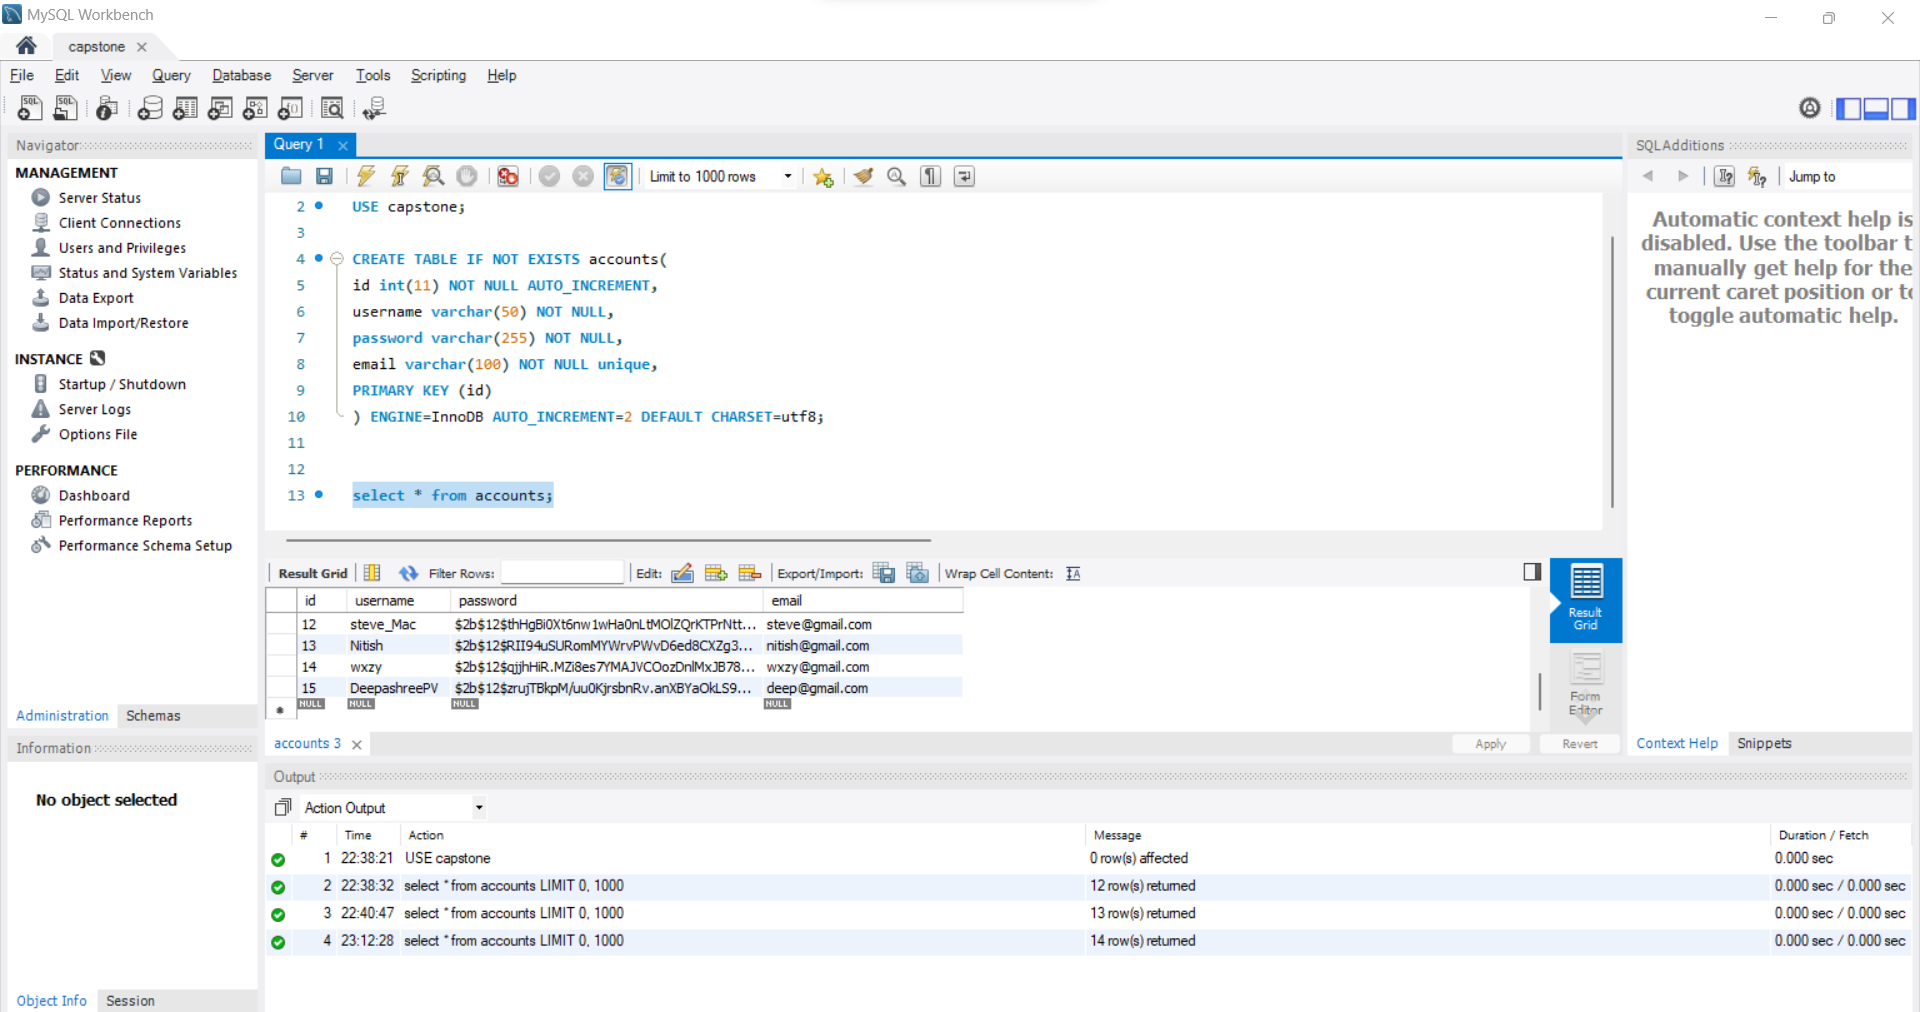 MySQL Workbench
capstone
File Edit View Query Database Server Tools Scripting Help
Navigator
MANAGEMENT
Server Status
Client Connections
Users and Privileges
Status and System Variables
Data Export
Data Import/Restore
INSTANCE
Startup / Shutdown
Server Logs
Options File
PERFORMANCE
Dashboard
Performance Reports
Performance Schema Setup
Administration Schemas
Information
No object selected
Object Info Session
Query 1
Limit to 1000 rows
2 USE capstone;
3
4 CREATE TABLE IF NOT EXISTS accounts(
5 id int(11) NOT NULL AUTO_INCREMENT,
6 username varchar(50) NOT NULL,
7 password varchar(255) NOT NULL,
8 email varchar(100) NOT NULL unique,
9 PRIMARY KEY (id)
10 ) ENGINE=InnoDB AUTO_INCREMENT=2 DEFAULT CHARSET=utf8;
11
12
13 select * from accounts;
Result Grid Filter Rows: Edit: Export/Import: Wrap Cell Content:
id username password email
12 steve_Mac $2b$12$thHgBi0Xt6nw1wHa0nLtMOlZQrKTPrNtt... steve@gmail.com
13 Nitish $2b$12$RII94uSURomMYWrvPWvD6ed8CXZg3... nitish@gmail.com
14 wxzy $2b$12$qjjhHiR.MZi8es7YMAJVCOozDnlMxJB78... wxzy@gmail.com
15 DeepashreePV $2b$12$zrujTBkpM/uu0KjrsbnRv.anXBYaOkLS9... deep@gmail.com
NULL NULL NULL NULL
Result Grid
Form Editor
accounts 3
Apply Revert
SQLAdditions
Jump to
Automatic context help is
disabled. Use the toolbar t
manually get help for the
current caret position or to
toggle automatic help.
Context Help Snippets
Output
Action Output
# Time Action Message Duration / Fetch
1 22:38:21 USE capstone 0 row(s) affected 0.000 sec
2 22:38:32 select * from accounts LIMIT 0, 1000 12 row(s) returned 0.000 sec / 0.000 sec
3 22:40:47 select * from accounts LIMIT 0, 1000 13 row(s) returned 0.000 sec / 0.000 sec
4 23:12:28 select * from accounts LIMIT 0, 1000 14 row(s) returned 0.000 sec / 0.000 sec